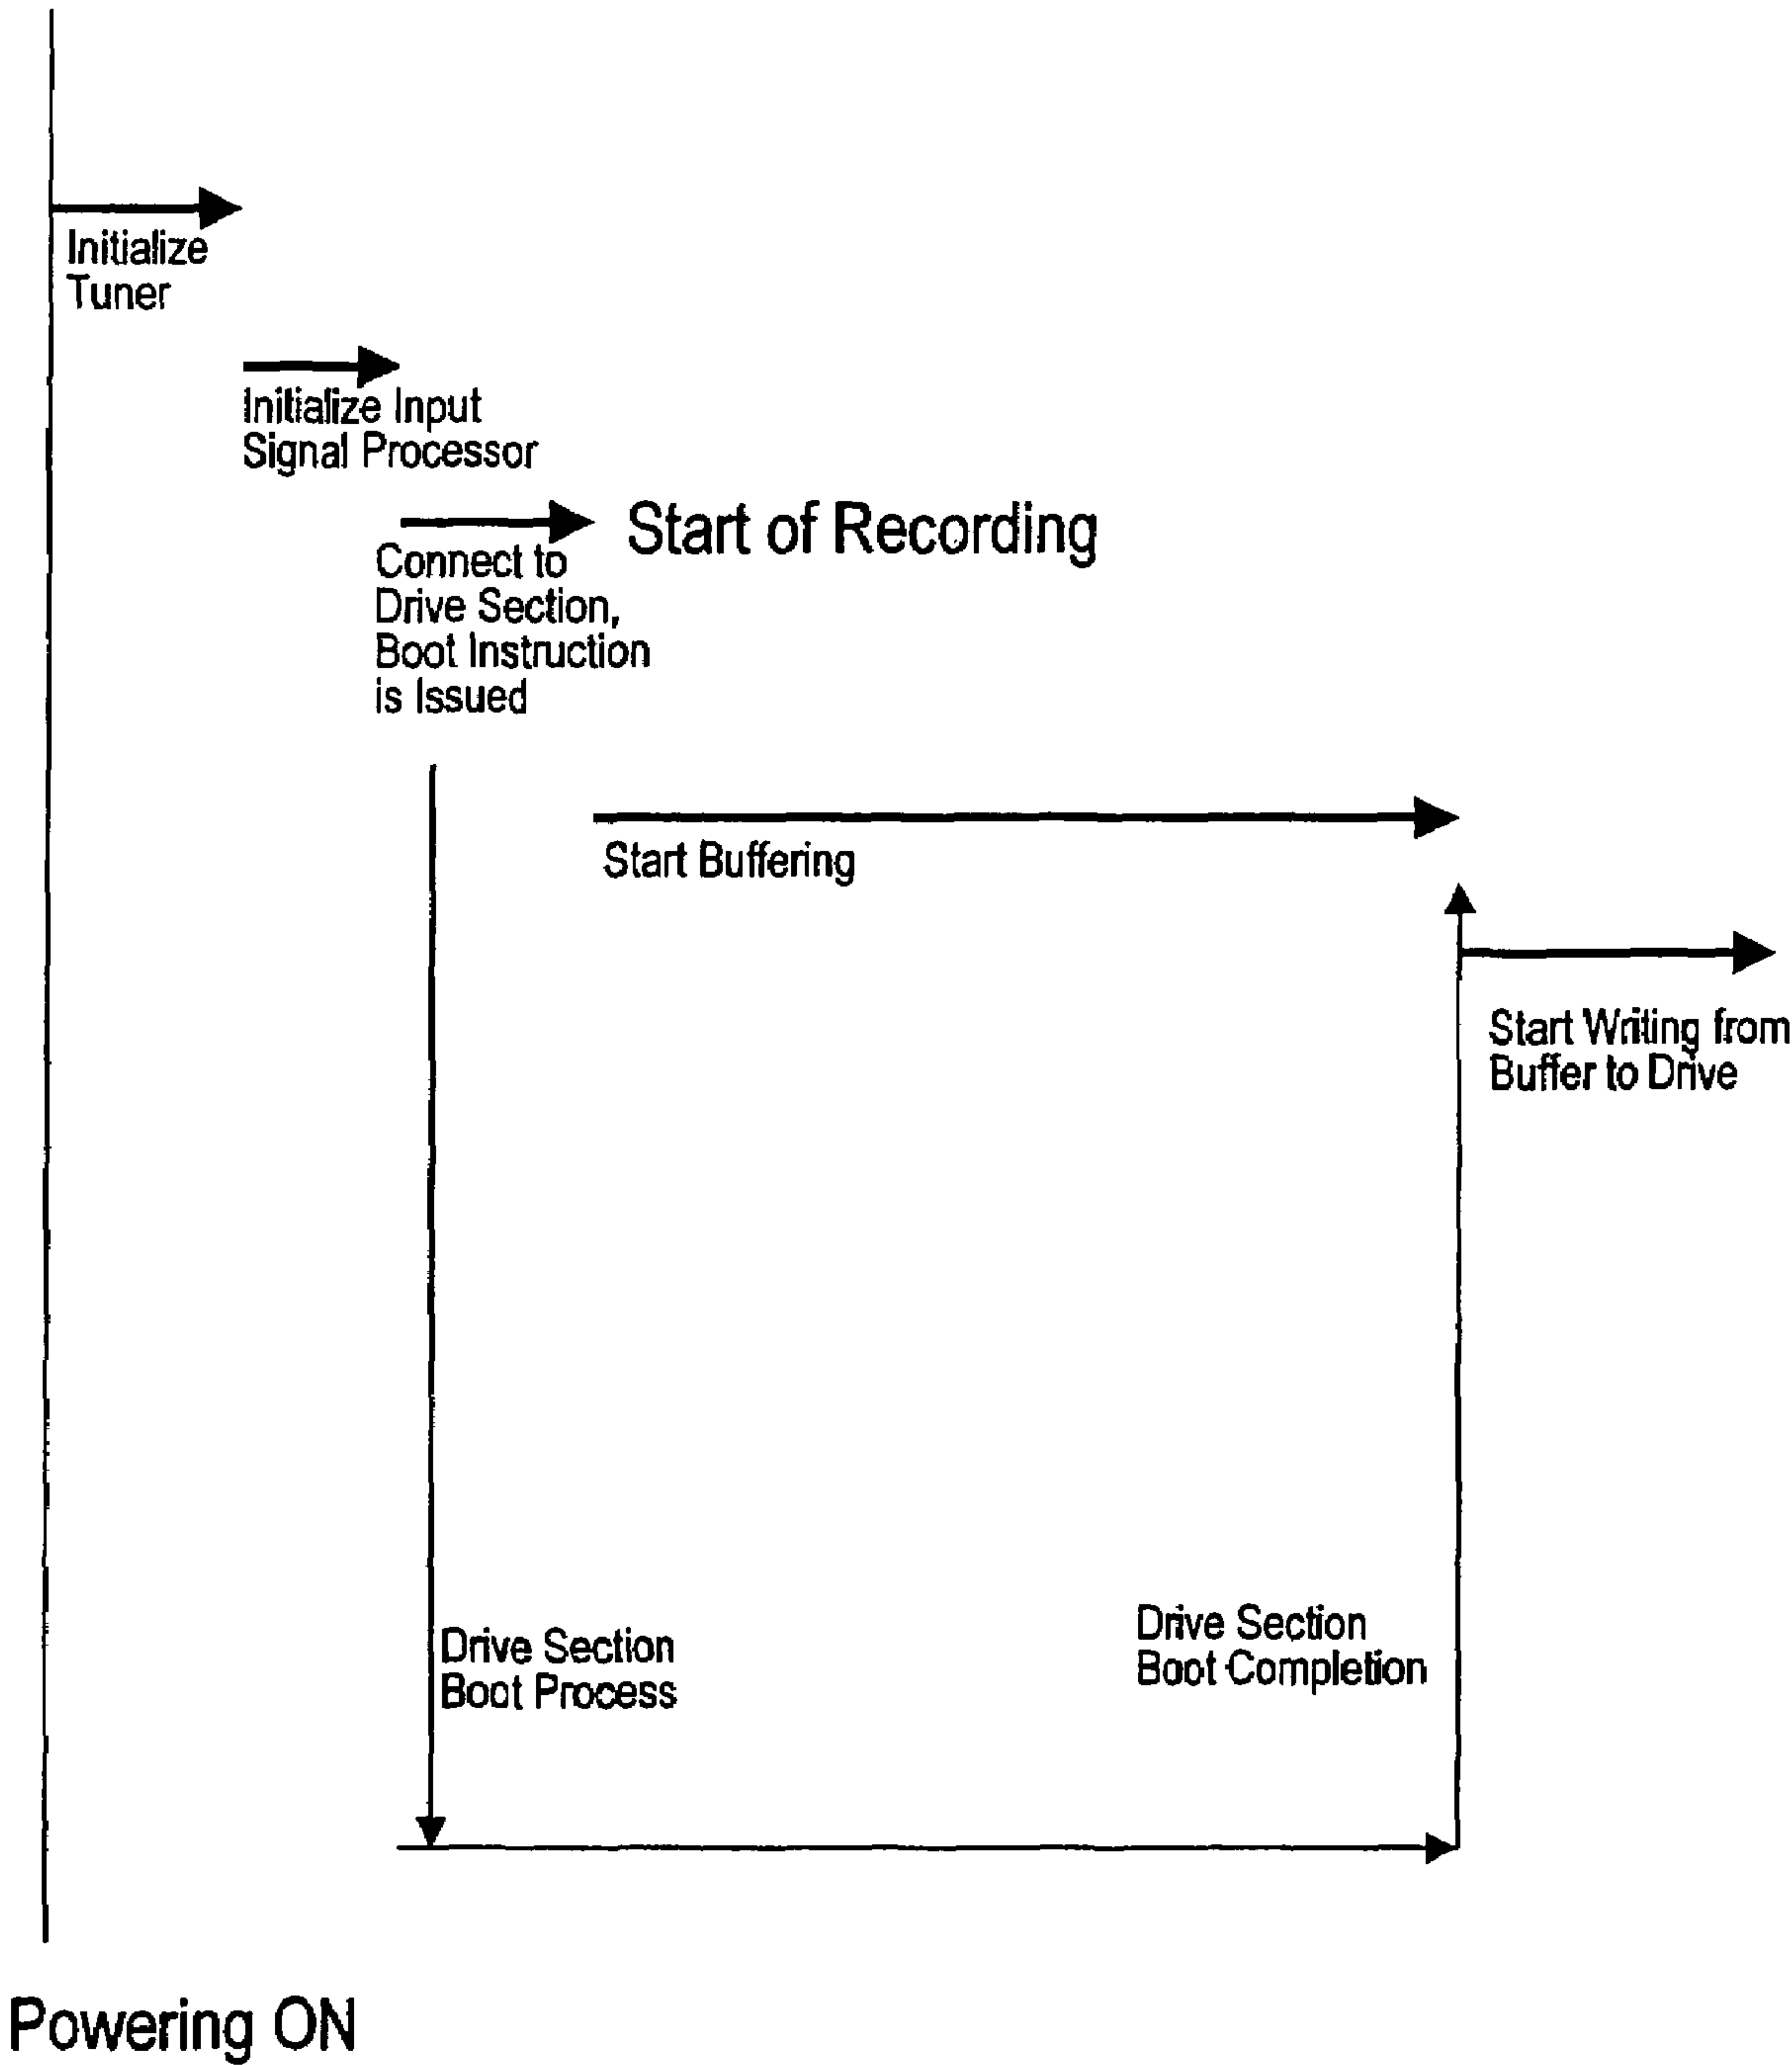 Initialize
Tuner
Initialize Input
Signal Processor
Start of Recording
Connect to
Drive Section,
Boot Instruction
is Issued
Start Buffering
Start Writing from
Buffer to Drive
Drive Section
Boot Completion
Drive Section
Boot Process
Powering ON